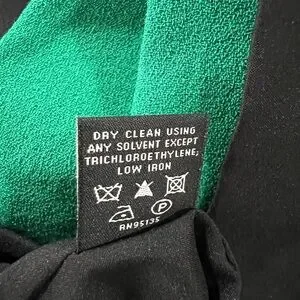 DRY CLEAN USING
ANY SOLVENT EXCEPT
TRICHLOROETHYLENE,
LOW IRON
P
RN95135